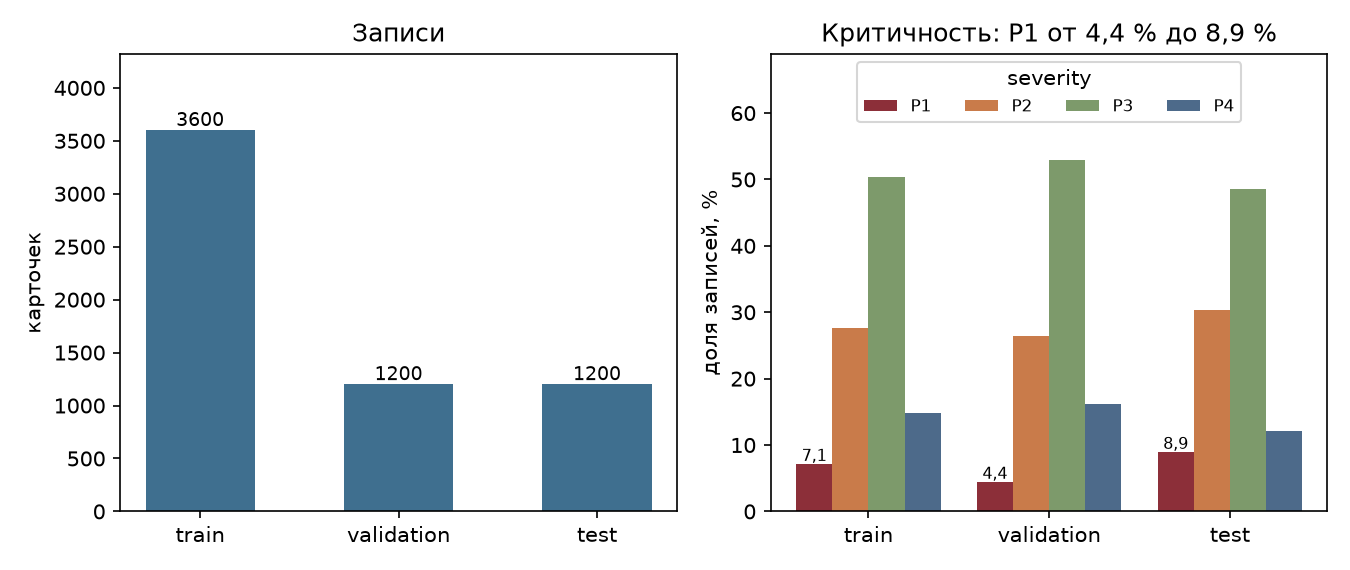 Записи
карточек
4000
3500
3000
2500
2000
1500
1000
500
0
3600
1200
1200
train
validation
test
Критичность: P1 от 4,4 % до 8,9 %
severity
P1
P2
P3
P4
доля записей, %
60
50
40
30
20
10
0
7,1
4,4
8,9
train
validation
test